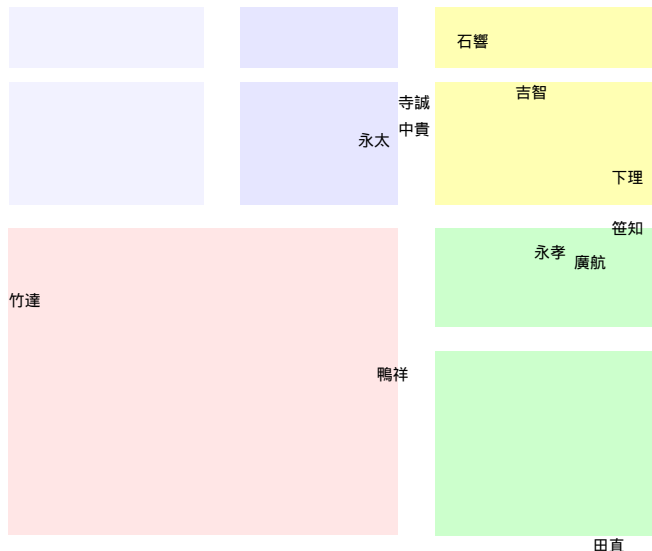 石響
吉智
寺誠
中貴
永太
下理
笹知
永孝
廣航
竹達
鴨祥
田直